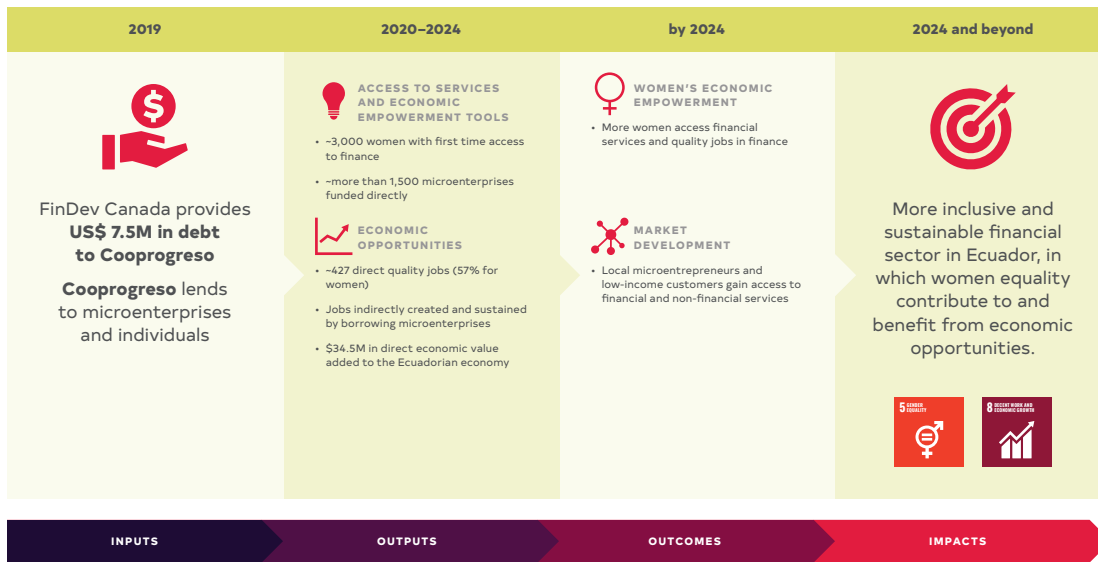 2019
FinDev Canada provides
US$ 7.5M in debt
to Cooprogreso
Cooprogreso lends
to microenterprises
and individuals
INPUTS
2020–2024
ACCESS TO SERVICES
AND ECONOMIC
EMPOWERMENT TOOLS
• ~3,000 women with first time access
to finance
• ~more than 1,500 microenterprises
funded directly
ECONOMIC
OPPORTUNITIES
• ~427 direct quality jobs (57% for
women)
• Jobs indirectly created and sustained
by borrowing microenterprises
• $34.5M in direct economic value
added to the Ecuadorian economy
OUTPUTS
by 2024
WOMEN'S ECONOMIC
EMPOWERMENT
• More women access financial
services and quality jobs in finance
MARKET
DEVELOPMENT
• Local microentrepreneurs and
low-income customers gain access to
financial and non-financial services
OUTCOMES
2024 and beyond
More inclusive and
sustainable financial
sector in Ecuador, in
which women equality
contribute to and
benefit from economic
opportunities.
5 GENDER
EQUALITY
8 DECENT WORK AND
ECONOMIC GROWTH
IMPACTS